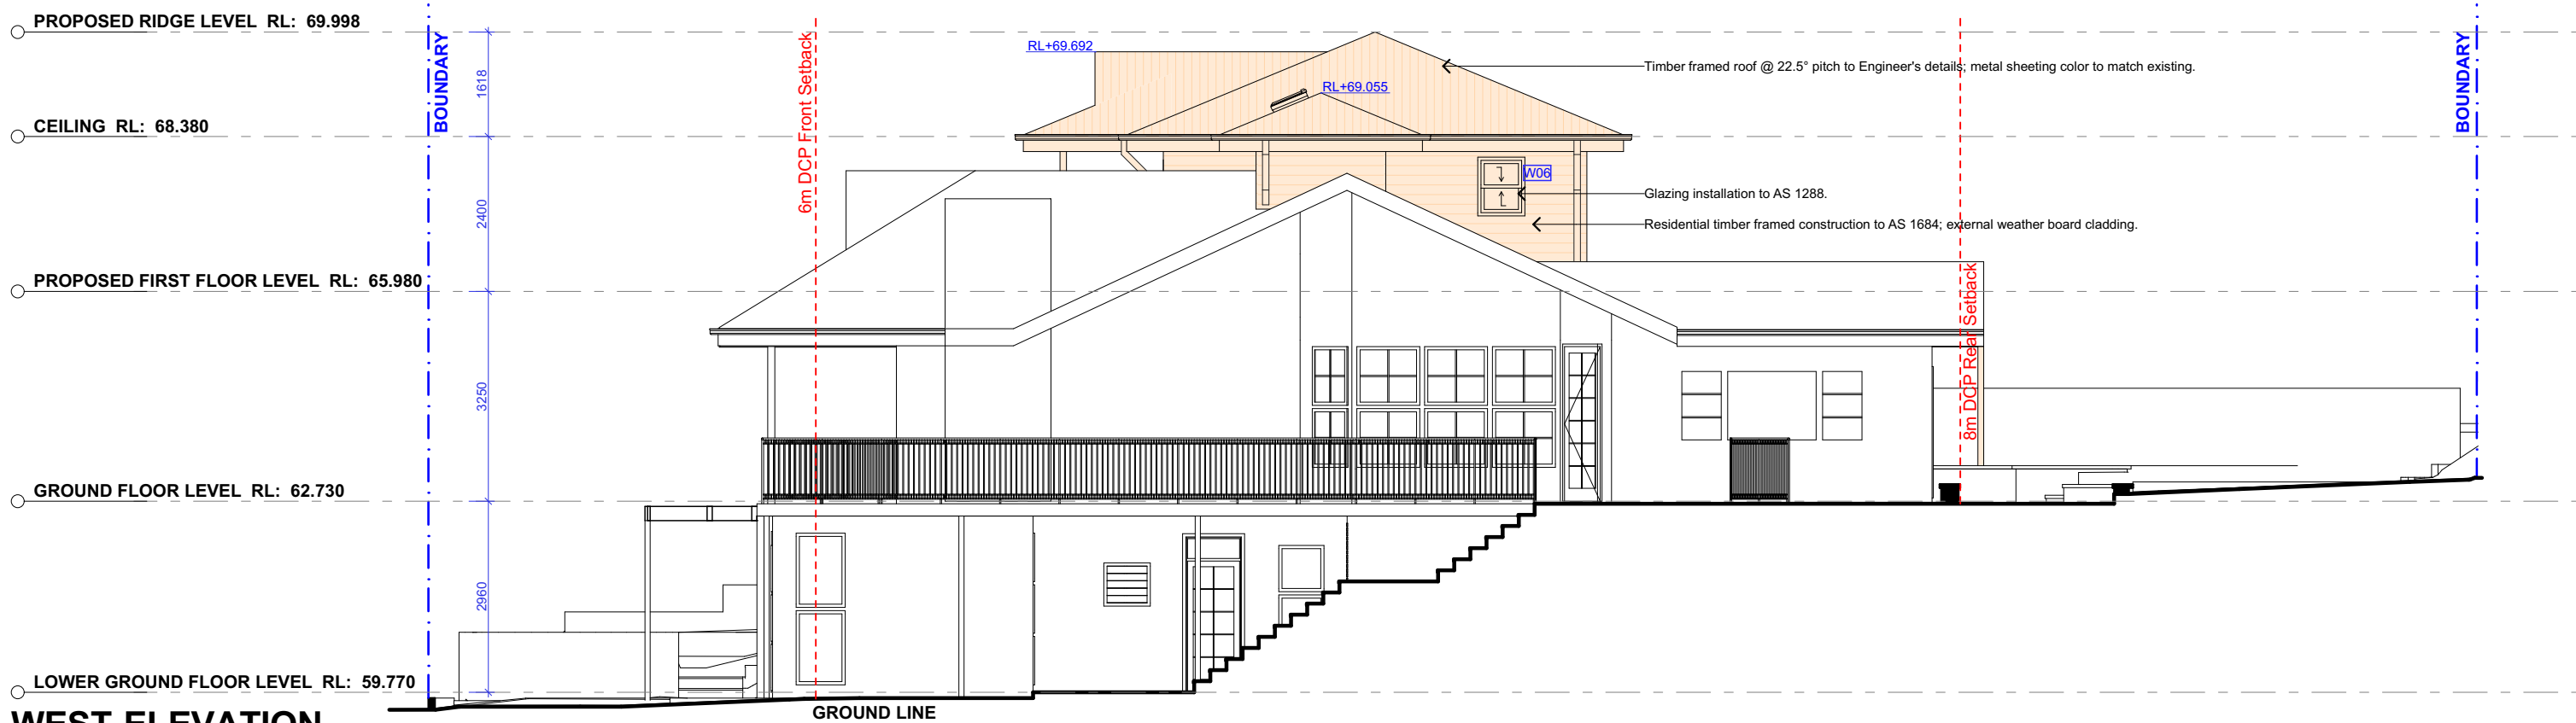 PROPOSED RIDGE LEVEL RL: 69.998
BOUNDARY
6m DCP Front Setback
RL+69.692
RL+69.055
Timber framed roof @ 22.5° pitch to Engineer's details; metal sheeting color to match existing.
BOUNDARY
1618
CEILING RL: 68.380
W06
Glazing installation to AS 1288.
2400
Residential timber framed construction to AS 1684; external weather board cladding.
PROPOSED FIRST FLOOR LEVEL RL: 65.980
8m DCP Rear Setback
3250
GROUND FLOOR LEVEL RL: 62.730
2960
LOWER GROUND FLOOR LEVEL RL: 59.770
GROUND LINE
WEST ELEVATION